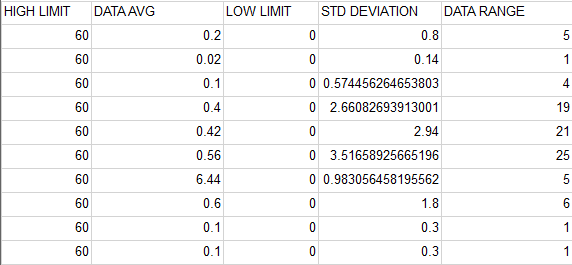 HIGH LIMIT DATA AVG LOW LIMIT STD DEVIATION DATA RANGE
60 0.2 0 0.8 5
60 0.02 0 0.14 1
60 0.1 0 0.574456264653803 4
60 0.4 0 2.66082693913001 19
60 0.42 0 2.94 21
60 0.56 0 3.51658925665196 25
60 6.44 0 0.983056458195562 5
60 0.6 0 1.8 6
60 0.1 0 0.3 1
60 0.1 0 0.3 1